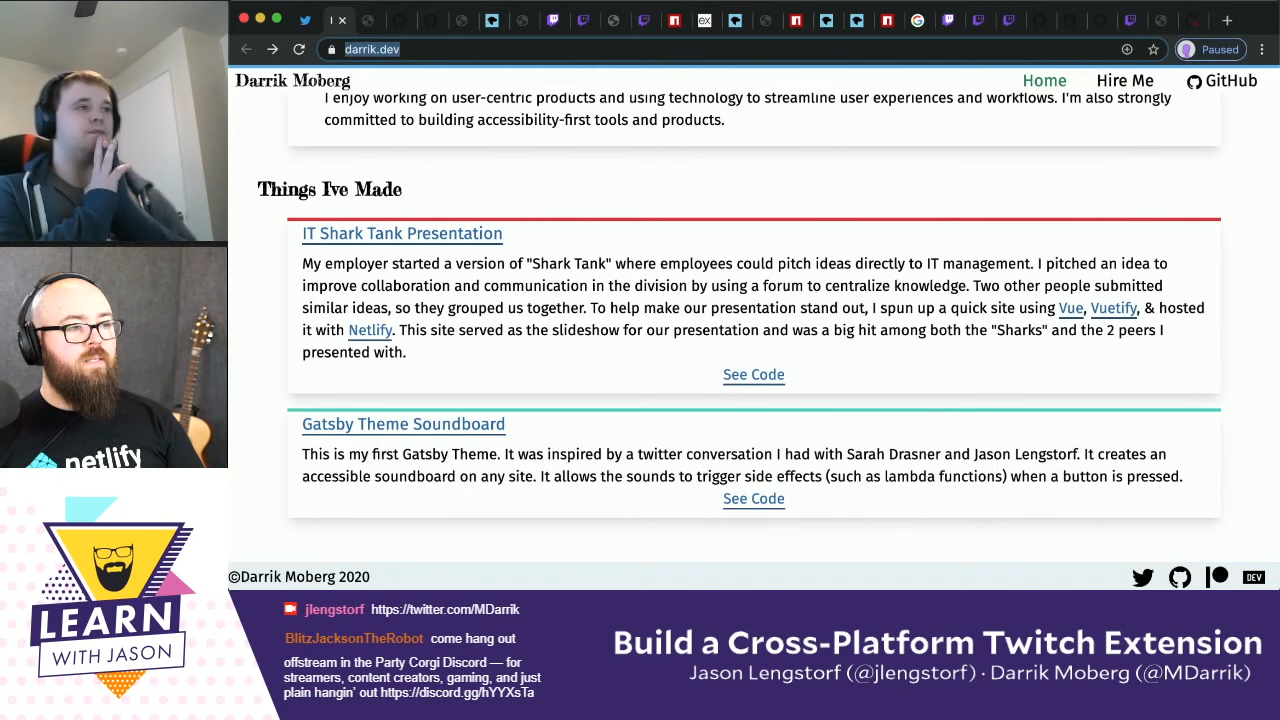 darrik.dev
Paused
Darrik Moberg
Home
Hire Me
GitHub
I enjoy working on user-centric products and using technology to streamline user experiences and workflows. I'm also strongly
committed to building accessibility-first tools and products.
Things I've Made
IT Shark Tank Presentation
My employer started a version of "Shark Tank" where employees could pitch ideas directly to IT management. I pitched an idea to
improve collaboration and communication in the division by using a forum to centralize knowledge. Two other people submitted
similar ideas, so they grouped us together. To help make our presentation stand out, I spun up a quick site using Vue, Vuetify, & hosted
it with Netlify. This site served as the slideshow for our presentation and was a big hit among both the "Sharks" and the 2 peers I
presented with.
See Code
Gatsby Theme Soundboard
This is my first Gatsby Theme. It was inspired by a twitter conversation I had with Sarah Drasner and Jason Lengstorf. It creates an
accessible soundboard on any site. It allows the sounds to trigger side effects (such as lambda functions) when a button is pressed.
See Code
©Darrik Moberg 2020
DEV
netlify
LEARN
WITH JASON
jlengstorf https://twitter.com/MDarrik
BlitzJacksonTheRobot come hang out
offstream in the Party Corgi Discord — for
streamers, content creators, gaming, and just
plain hangin' out https://discord.gg/hYYXsTa
Build a Cross-Platform Twitch Extension
Jason Lengstorf (@jlengstorf) · Darrik Moberg (@MDarrik)